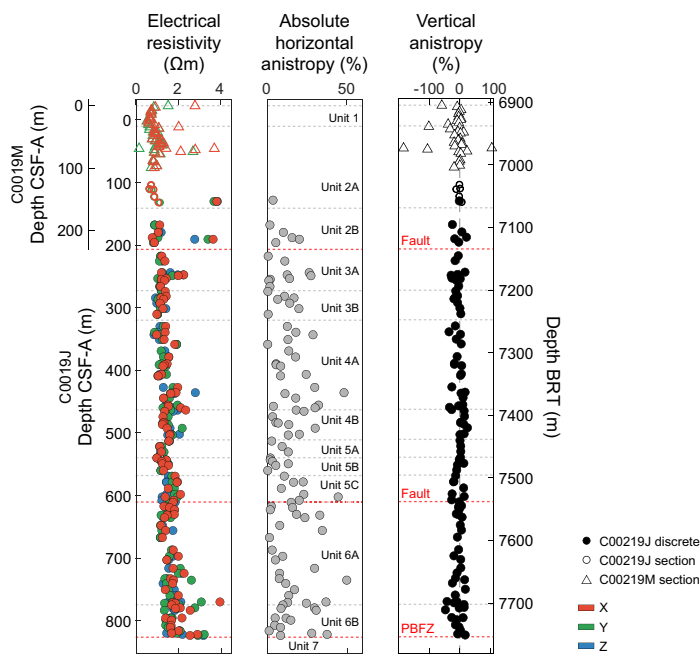 Electrical
resistivity
(Ωm)
Absolute
horizontal
anistropy (%)
Vertical
anistropy
(%)
0 2 4
0 50
-100 0 100
C0019M
Depth CSF-A (m)
0
100
200
C0019J
Depth CSF-A (m)
0
100
200
300
400
500
600
700
800
Unit 1
Unit 2A
Unit 2B
Unit 3A
Unit 3B
Unit 4A
Unit 4B
Unit 5A
Unit 5B
Unit 5C
Unit 6A
Unit 6B
Unit 7
Fault
Fault
PBFZ
6900
7000
7100
7200
7300
7400
7500
7600
7700
Depth BRT (m)
C00219J discrete
C00219J section
C00219M section
X
Y
Z